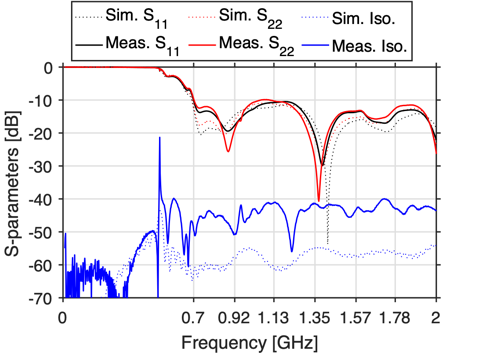 Sim. S11 Sim. S22 Sim. Iso.
Meas. S11 Meas. S22 Meas. Iso.
0
-10
-20
-30
-40
-50
-60
-70
S-parameters [dB]
0 0.7 0.92 1.13 1.35 1.57 1.78 2
Frequency [GHz]